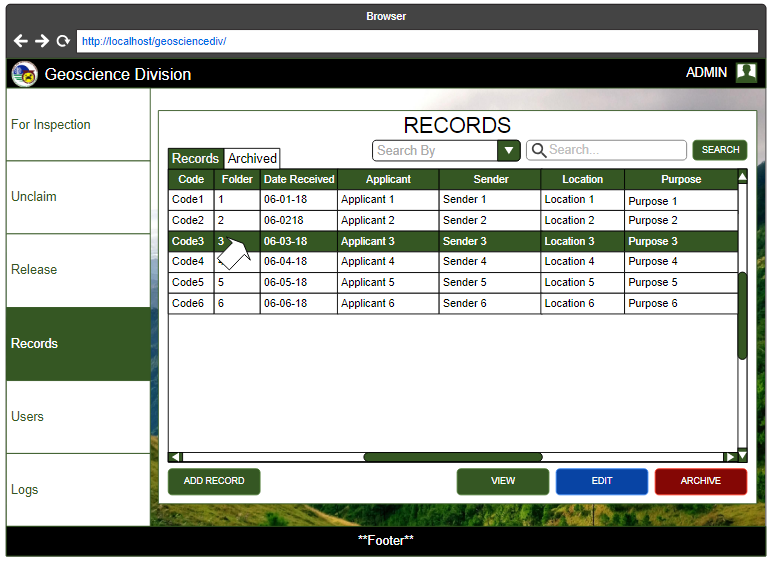 Browser
http://localhost/geosciencediv/
Geoscience Division
ADMIN
For Inspection
Unclaim
Release
Records
Users
Logs
RECORDS
Records Archived
Search By
Search...
SEARCH
Code Folder Date Received Applicant Sender Location Purpose
Code1 1 06-01-18 Applicant 1 Sender 1 Location 1 Purpose 1
Code2 2 06-0218 Applicant 2 Sender 2 Location 2 Purpose 2
Code3 3 06-03-18 Applicant 3 Sender 3 Location 3 Purpose 3
Code4 06-04-18 Applicant 4 Sender 4 Location 4 Purpose 4
Code5 5 06-05-18 Applicant 5 Sender 5 Location 5 Purpose 5
Code6 6 06-06-18 Applicant 6 Sender 6 Location 6 Purpose 6
ADD RECORD
VIEW
EDIT
ARCHIVE
**Footer**